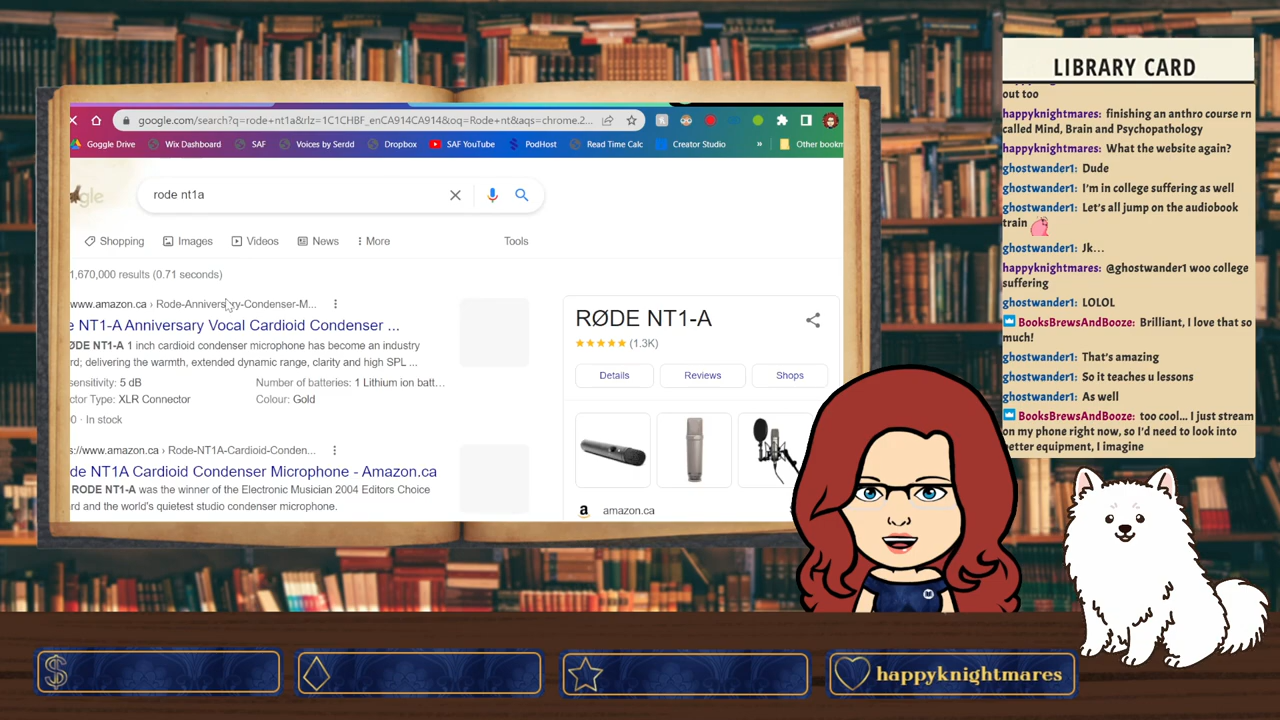 google.com/search?q=rode+nt1a&rlz=1C1CHBF_enCA914CA914&oq=Rode+nt&aqs=chrome.2...
Goggle Drive
Wix Dashboard
SAF
Voices by Serdd
Dropbox
SAF YouTube
PodHost
Read Time Calc
Creator Studio
»
Other bookm
gle
rode nt1a
Shopping
Images
Videos
News
More
Tools
1,670,000 results (0.71 seconds)
www.amazon.ca › Rode-Anniversary-Condenser-M...
e NT1-A Anniversary Vocal Cardioid Condenser ...
ØDE NT1-A 1 inch cardioid condenser microphone has become an industry
rd; delivering the warmth, extended dynamic range, clarity and high SPL ...
sensitivity: 5 dB
Number of batteries: 1 Lithium ion batt...
ctor Type: XLR Connector
Colour: Gold
0 · In stock
s://www.amazon.ca › Rode-NT1A-Cardioid-Conden...
de NT1A Cardioid Condenser Microphone - Amazon.ca
RODE NT1-A was the winner of the Electronic Musician 2004 Editors Choice
rd and the world's quietest studio condenser microphone.
RØDE NT1-A
(1.3K)
Details
Reviews
Shops
a amazon.ca
LIBRARY CARD
out too
happyknightmares: finishing an anthro course rn
called Mind, Brain and Psychopathology
happyknightmares: What the website again?
ghostwander1: Dude
ghostwander1: I'm in college suffering as well
ghostwander1: Let's all jump on the audiobook
train
ghostwander1: Jk...
happyknightmares: @ghostwander1 woo college
suffering
ghostwander1: LOLOL
BooksBrewsAndBooze: Brilliant, I love that so
much!
ghostwander1: That's amazing
ghostwander1: So it teaches u lessons
ghostwander1: As well
BooksBrewsAndBooze: too cool... I just stream
on my phone right now, so I'd need to look into
better equipment, I imagine
$
happyknightmares